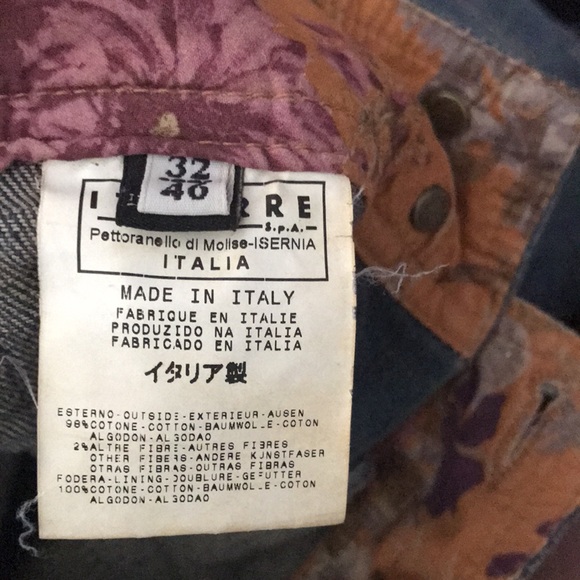 32
40
RRE
S.p.A.
Pettoranello di Molise-ISERNIA
ITALIA
MADE IN ITALY
FABRIQUE EN ITALIE
PRODUZIDO NA ITALIA
FABRICADO EN ITALIA
イタリア製
ESTERNO-OUTSIDE-EXTERIEUR-AUSEN
98%COTONE-COTTON-BAUMWOLLE-COTON
ALGODON-ALGODAO
2%ALTRE FIBRE-AUTRES FIBRES
OTHER FIBERS-ANDERE KUNSTFASER
OTRAS FIBRAS-OUTRAS FIBRAS
FODERA-LINING-DOUBLURE-GEFUTTER
100%COTONE-COTTON-BAUMWOLLE-COTON
ALGODON-ALGODAO